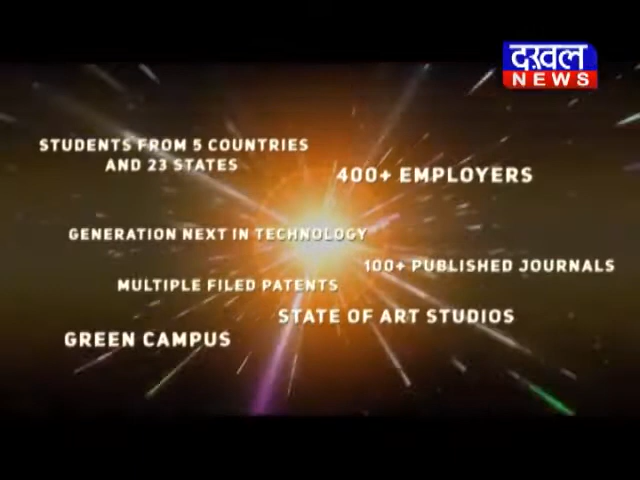 दख़ल
NEWS
STUDENTS FROM 5 COUNTRIES
AND 23 STATES
400+ EMPLOYERS
GENERATION NEXT IN TECHNOLOGY
100+ PUBLISHED JOURNALS
MULTIPLE FILED PATENTS
STATE OF ART STUDIOS
GREEN CAMPUS